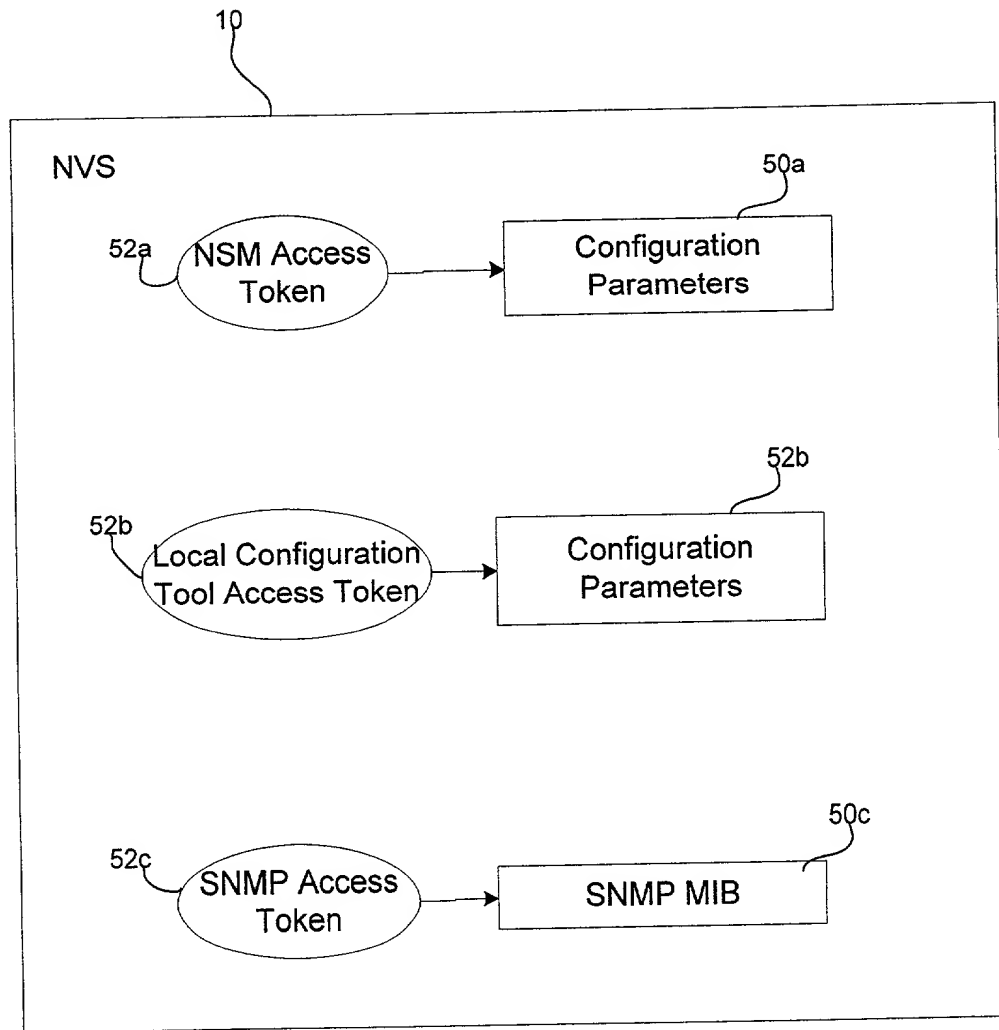 10
NVS
50a
52a
NSM Access
Token
Configuration
Parameters
52b
52b
Local Configuration
Tool Access Token
Configuration
Parameters
50c
52c
SNMP Access
Token
SNMP MIB